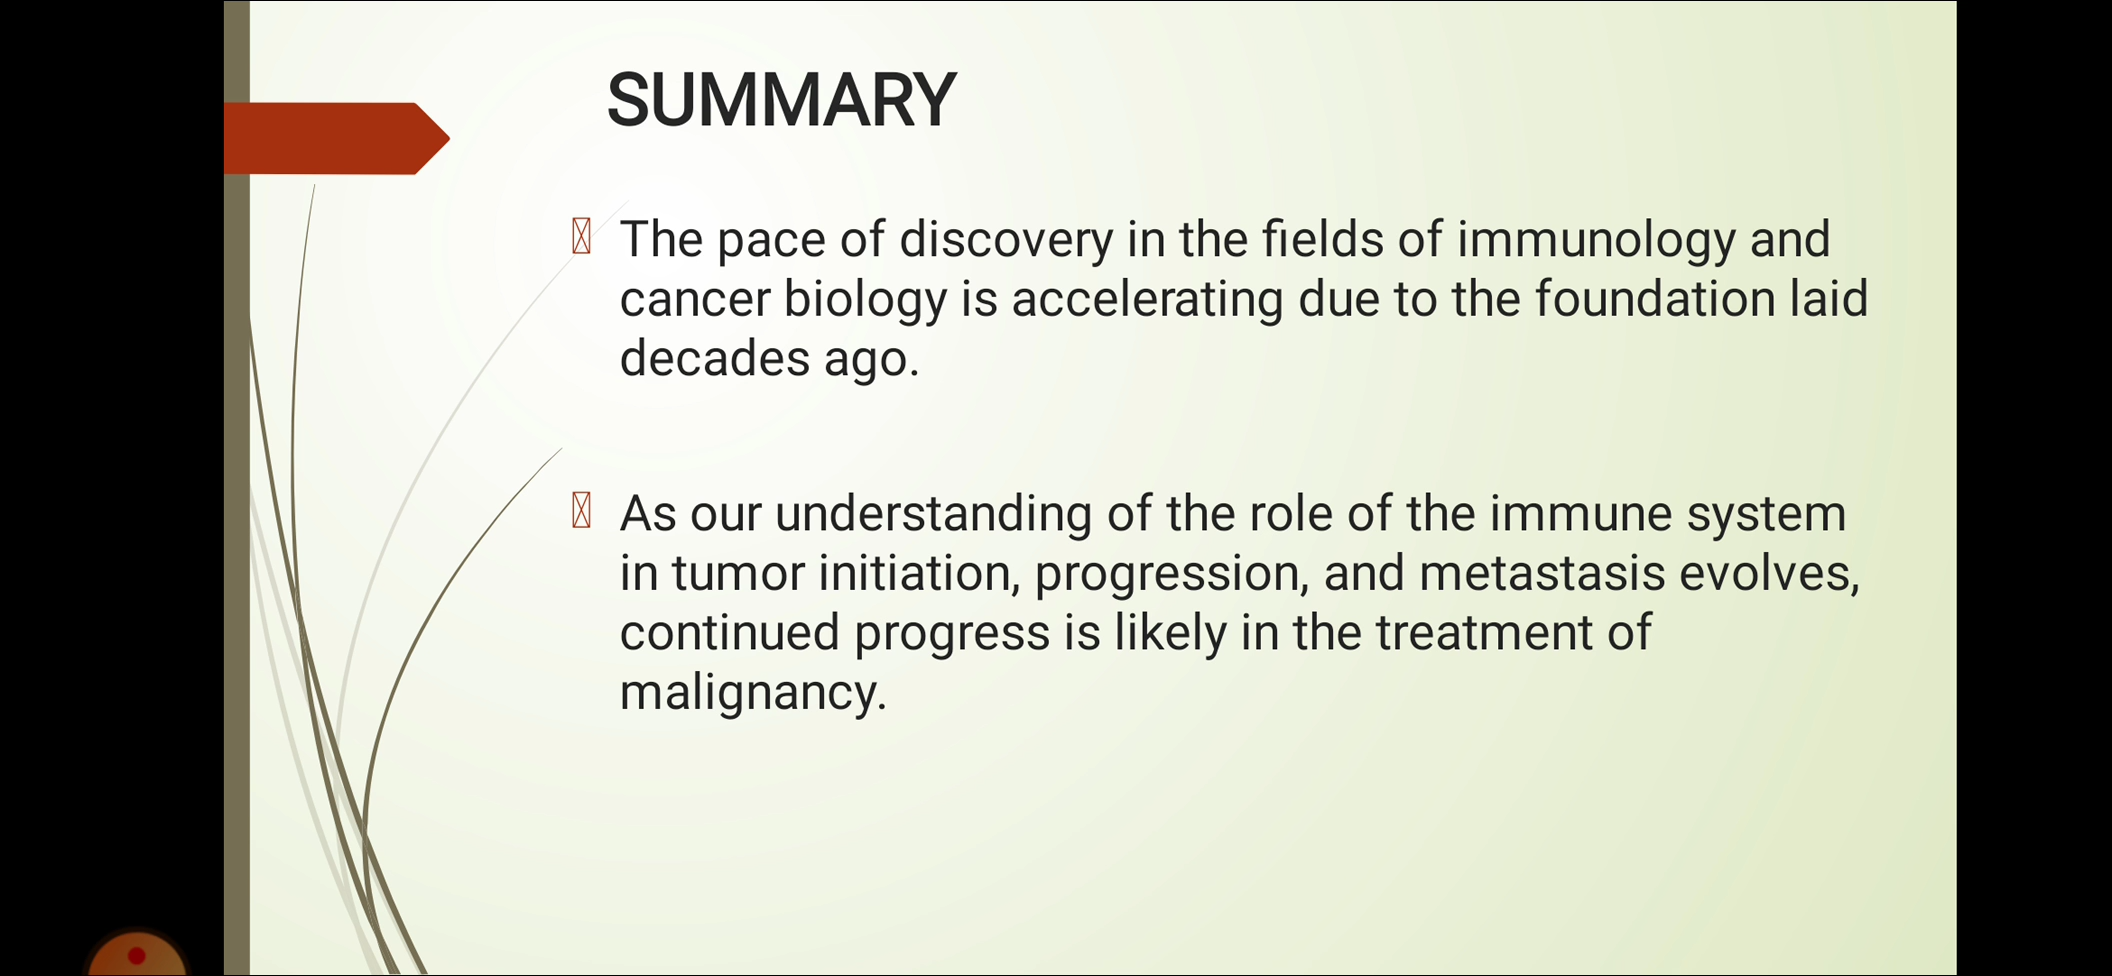 SUMMARY
The pace of discovery in the fields of immunology and
cancer biology is accelerating due to the foundation laid
decades ago.
As our understanding of the role of the immune system
in tumor initiation, progression, and metastasis evolves,
continued progress is likely in the treatment of
malignancy.